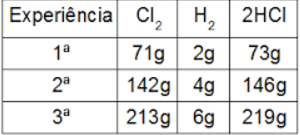 Experiência Cl₂ H₂ 2HCl
1ª 71g 2g 73g
2ª 142g 4g 146g
3ª 213g 6g 219g